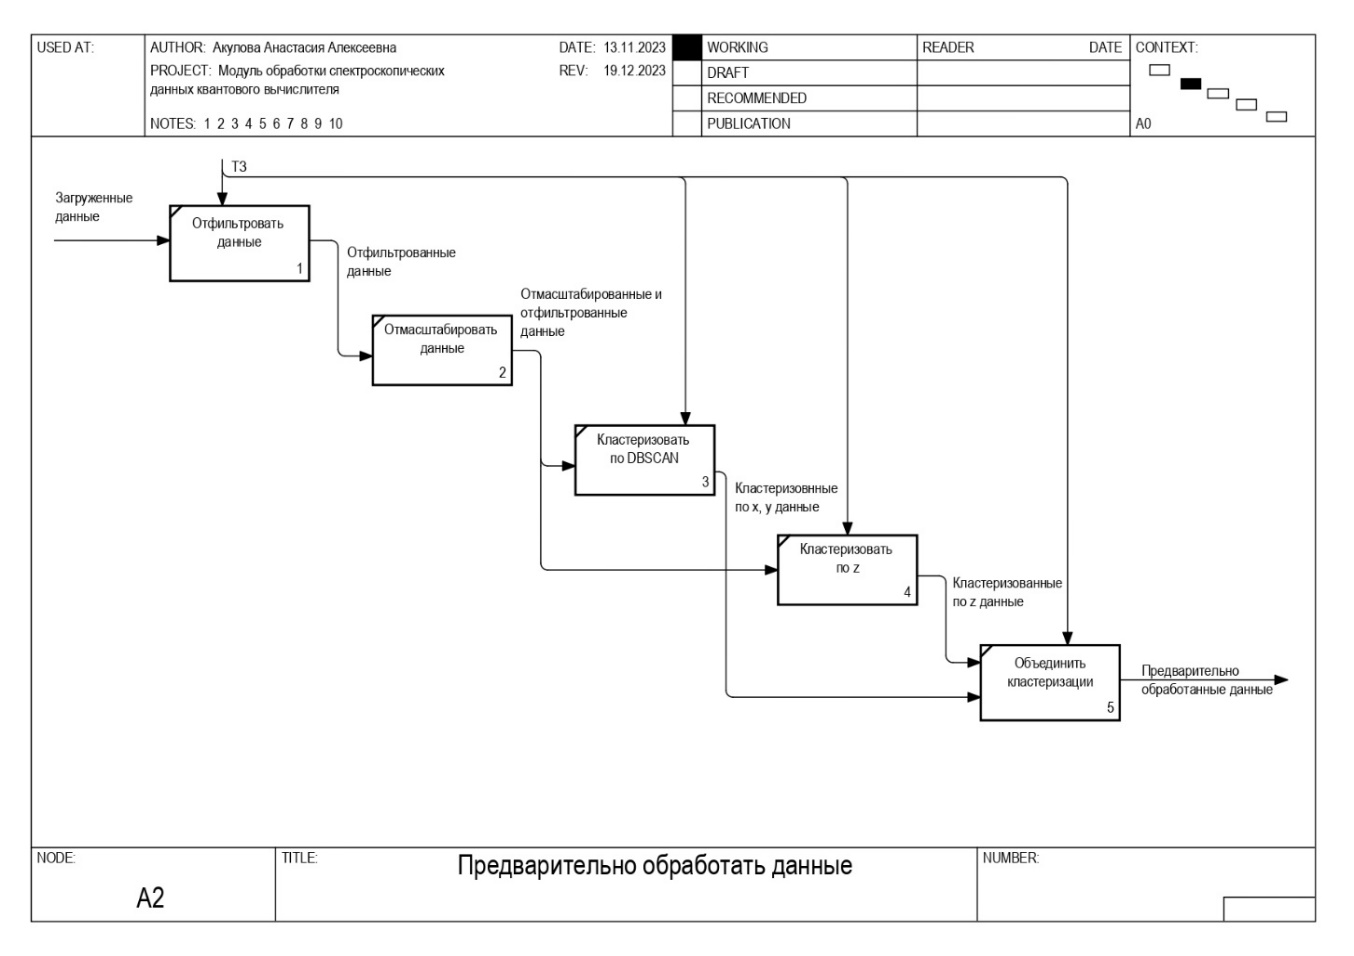 USED AT:
AUTHOR: Акулова Анастасия Алексеевна
DATE: 13.11.2023
PROJECT: Модуль обработки спектроскопических
данных квантового вычислителя
REV: 19.12.2023
NOTES: 1 2 3 4 5 6 7 8 9 10
WORKING
DRAFT
RECOMMENDED
PUBLICATION
READER DATE
CONTEXT:
A0
Т3
Загруженные
данные
Отфильтровать
данные
1
Отфильтрованные
данные
Отмасштабировать
данные
2
Отмасштабированные и
отфильтрованные
данные
Кластеризовать
по DBSCAN
3
Кластеризовнные
по x, y данные
Кластеризовать
по z
4
Кластеризованные
по z данные
Объединить
кластеризации
5
Предварительно
обработанные данные
NODE:
A2
TITLE:
Предварительно обработать данные
NUMBER: